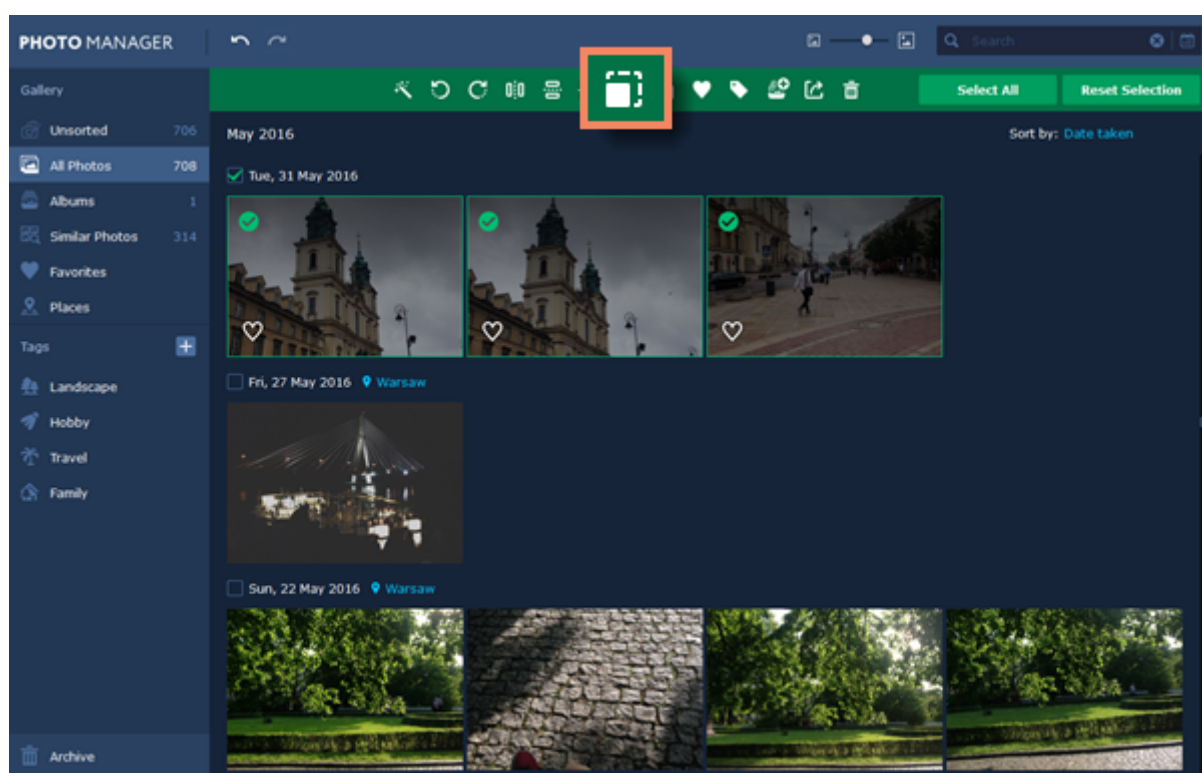 PHOTO MANAGER
Search
Gallery
Select All
Reset Selection
Unsorted 706
All Photos 708
Albums 1
Similar Photos 314
Favorites
Places
Tags
Landscape
Hobby
Travel
Family
Archive
May 2016
Sort by: Date taken
Tue, 31 May 2016
Fri, 27 May 2016 Warsaw
Sun, 22 May 2016 Warsaw